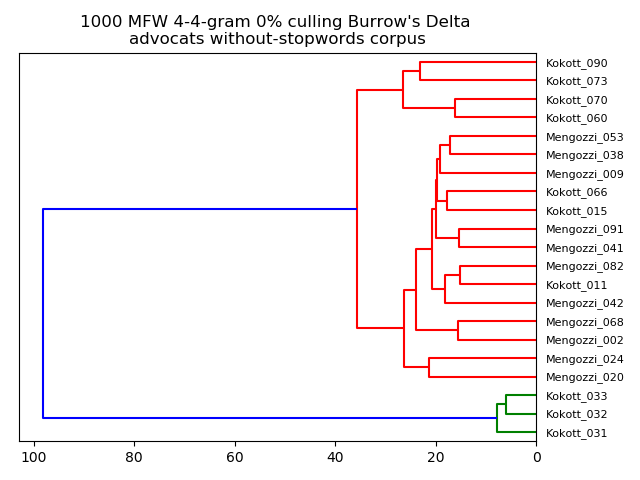 1000 MFW 4-4-gram 0% culling Burrow's Delta
advocats without-stopwords corpus
Kokott_090
Kokott_073
Kokott_070
Kokott_060
Mengozzi_053
Mengozzi_038
Mengozzi_009
Kokott_066
Kokott_015
Mengozzi_091
Mengozzi_041
Mengozzi_082
Kokott_011
Mengozzi_042
Mengozzi_068
Mengozzi_002
Mengozzi_024
Mengozzi_020
Kokott_033
Kokott_032
Kokott_031
100 80 60 40 20 0